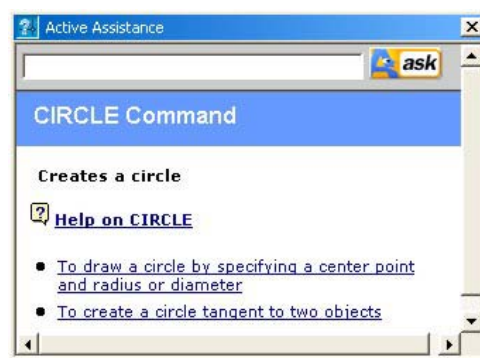 Active Assistance
ask
CIRCLE Command
Creates a circle
Help on CIRCLE
To draw a circle by specifying a center point
and radius or diameter
To create a circle tangent to two objects